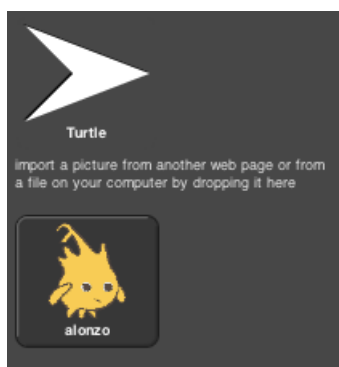 Turtle
import a picture from another web page or from
a file on your computer by dropping it here
alonzo